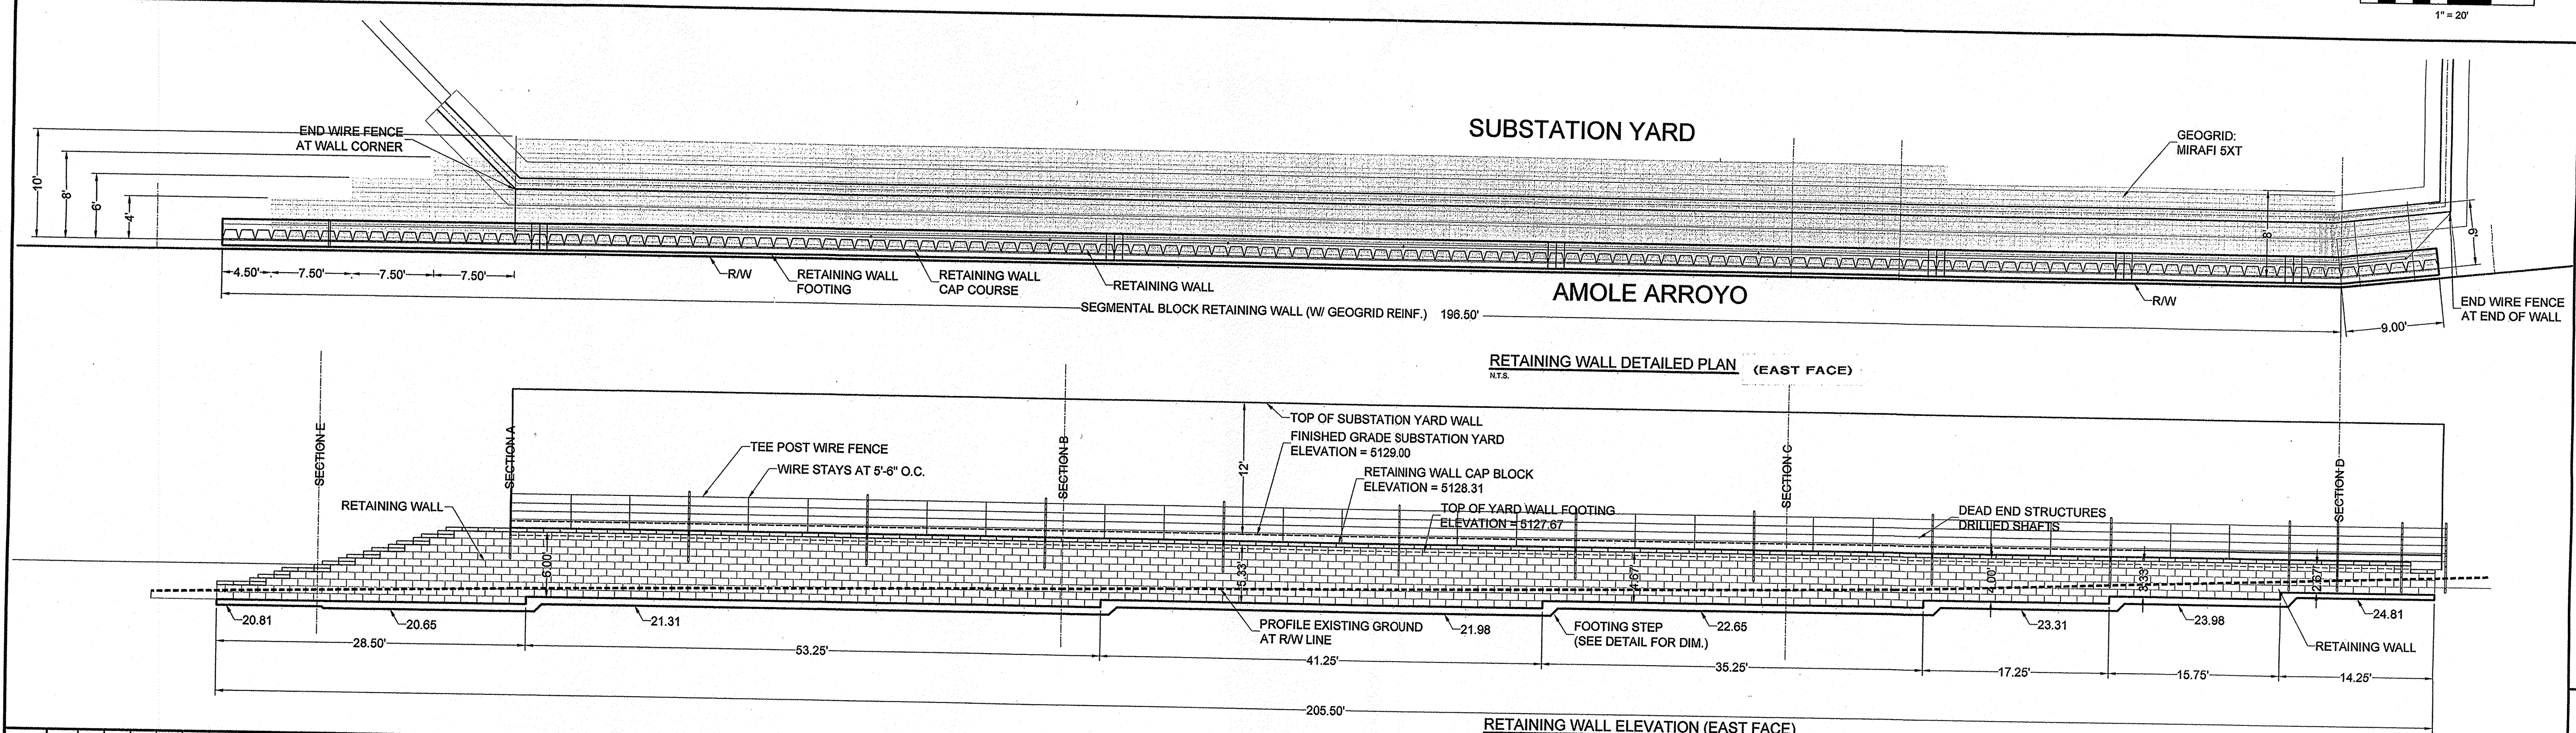 1" = 20'
SUBSTATION YARD
END WIRE FENCE
AT WALL CORNER
GEOGRID:
MIRAFI 5XT
10'
8'
6'
4'
8'
4.50'
7.50'
7.50'
7.50'
R/W
RETAINING WALL
FOOTING
RETAINING WALL
CAP COURSE
RETAINING WALL
AMOLE ARROYO
R/W
END WIRE FENCE
AT END OF WALL
SEGMENTAL BLOCK RETAINING WALL (W/ GEOGRID REINF.) 196.50'
9.00'
RETAINING WALL DETAILED PLAN (EAST FACE)
N.T.S.
SECTION E
SECTION A
SECTION B
SECTION C
SECTION D
TOP OF SUBSTATION YARD WALL
TEE POST WIRE FENCE
WIRE STAYS AT 5'-6" O.C.
12'
FINISHED GRADE SUBSTATION YARD
ELEVATION = 5129.00
RETAINING WALL CAP BLOCK
ELEVATION = 5128.31
RETAINING WALL
TOP OF YARD WALL FOOTING
ELEVATION = 5127.67
DEAD END STRUCTURES
DRILLED SHAFTS
6.00'
5.33'
4.67'
4.00'
3.33'
2.67'
20.81
20.65
21.31
PROFILE EXISTING GROUND
AT R/W LINE
21.98
FOOTING STEP
(SEE DETAIL FOR DIM.)
22.65
23.31
23.98
24.81
RETAINING WALL
28.50'
53.25'
41.25'
35.25'
17.25'
15.75'
14.25'
205.50'
RETAINING WALL ELEVATION (EAST FACE)